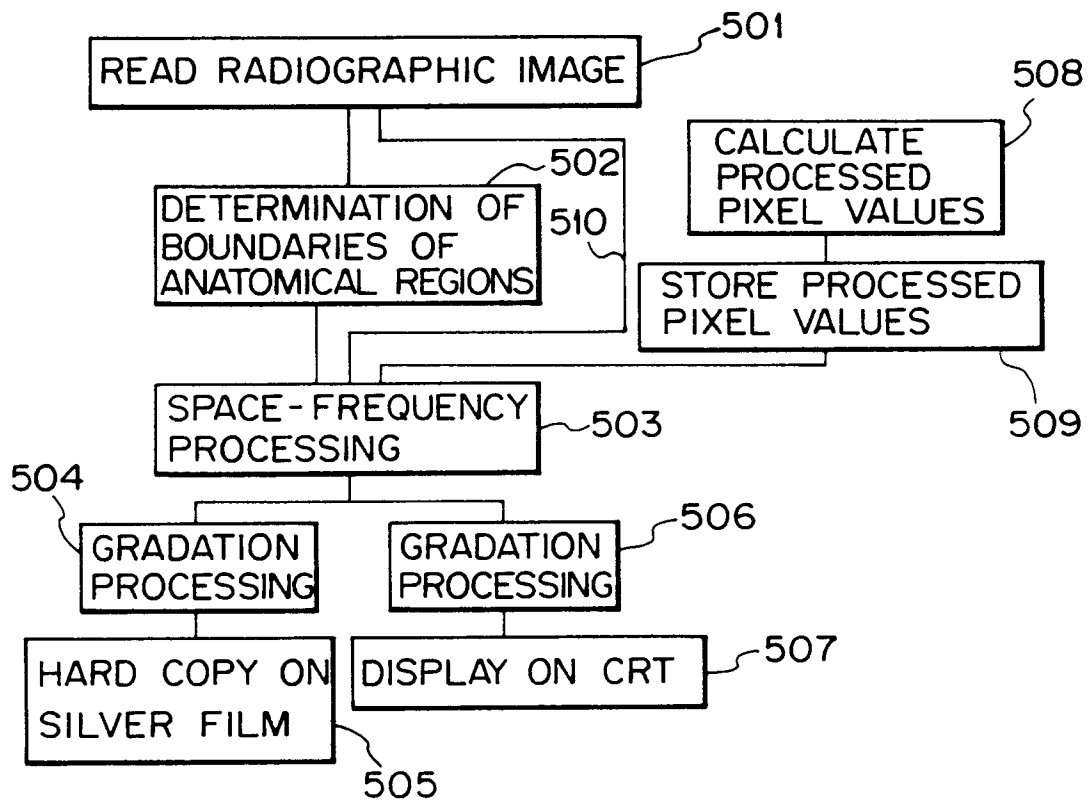 501
READ RADIOGRAPHIC IMAGE
508
CALCULATE
PROCESSED
PIXEL VALUES
502
DETERMINATION OF
BOUNDARIES OF
ANATOMICAL REGIONS
510
STORE PROCESSED
PIXEL VALUES
509
SPACE-FREQUENCY
PROCESSING
503
504
GRADATION
PROCESSING
506
GRADATION
PROCESSING
HARD COPY ON
SILVER FILM
505
DISPLAY ON CRT
507